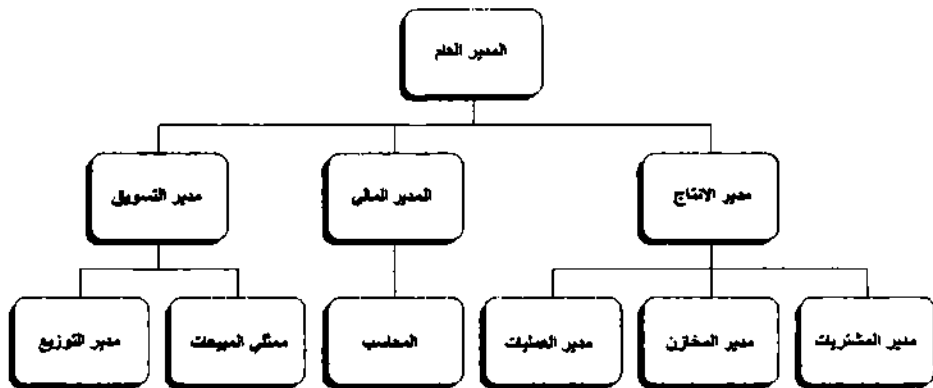 المدير العام
مدير الانتاج
المدير المالي
مدير التسويق
مدير المشتريات
مدير المخازن
مدير العمليات
المحاسب
ممثلي المبيعات
مدير التوزيع